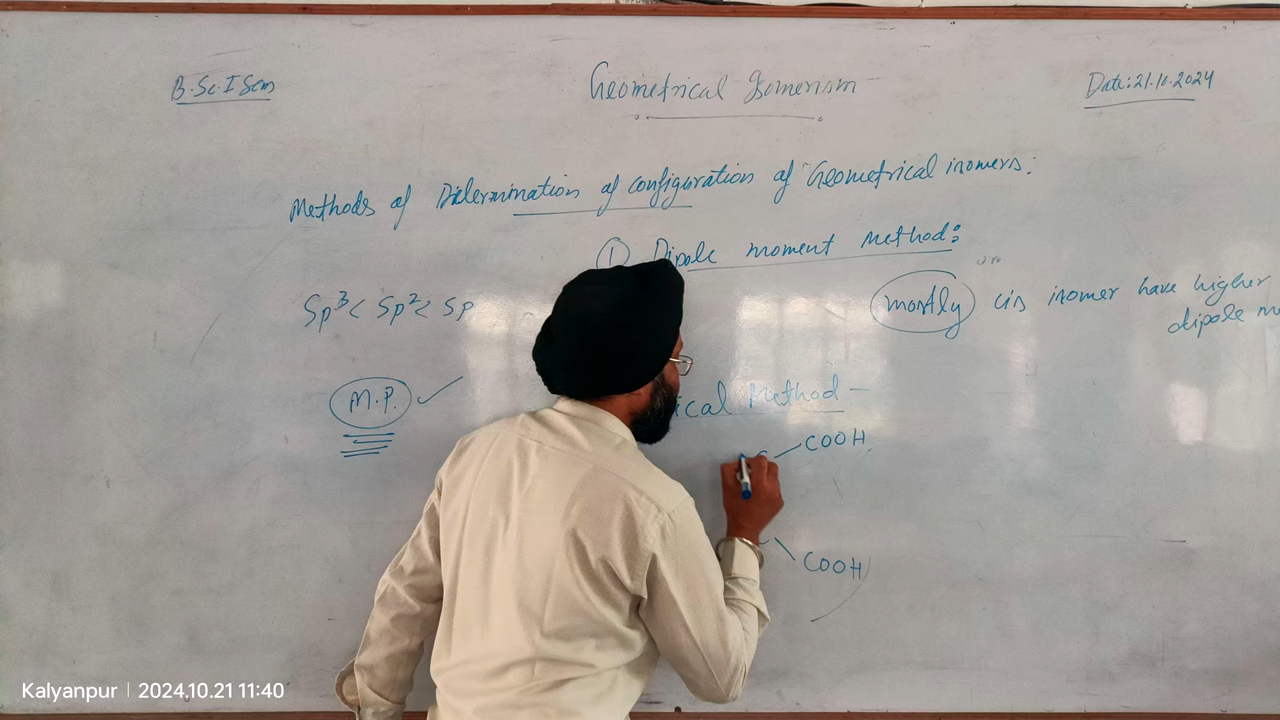 B.Sc. I Sem
Geometrical Isomerism
Date: 21.10.2024
Methods of Determination of configuration of Geometrical isomers:
① Dipole moment Method:
Sp³ < Sp² < Sp
mostly cis isomer have higher
dipole
M.P. ✓
ical Method -
COOH
COOH
Kalyanpur | 2024.10.21 11:40